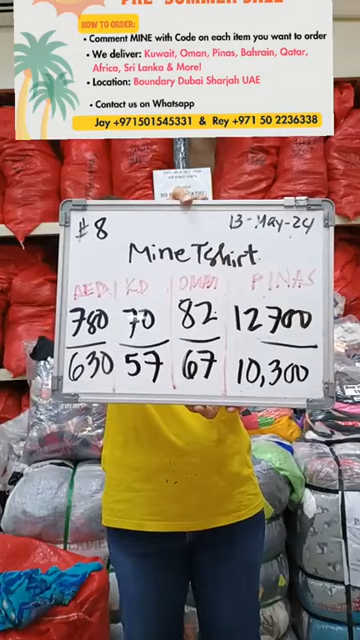 PRE-SUMMER SALE
HOW TO ORDER:
• Comment MINE with Code on each item you want to order
• We deliver: Kuwait, Oman, Pinas, Bahrain, Qatar,
Africa, Sri Lanka & More!
• Location: Boundary Dubai Sharjah UAE
• Contact us on Whatsapp
Jay +971501545331 & Rey +971 50 2236338
#8
13-May-24
Mine Tshirt
AED KD OMAN PINAS
780 70 82 12700
630 57 67 10,300